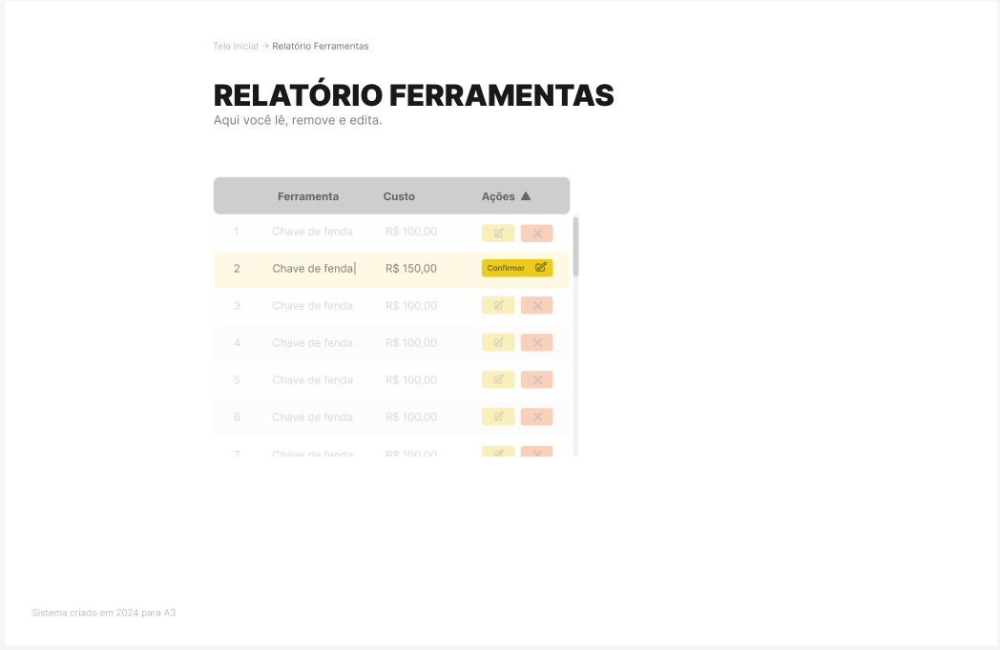 Tela inicial → Relatório Ferramentas
RELATÓRIO FERRAMENTAS
Aqui você lê, remove e edita.
Ferramenta Custo Ações ▲
1 Chave de fenda R$ 100,00
2 Chave de fenda| R$ 150,00 Confirmar
3 Chave de fenda R$ 100,00
4 Chave de fenda R$ 100,00
5 Chave de fenda R$ 100,00
6 Chave de fenda R$ 100,00
7 Chave de fenda R$ 100,00
Sistema criado em 2024 para A3